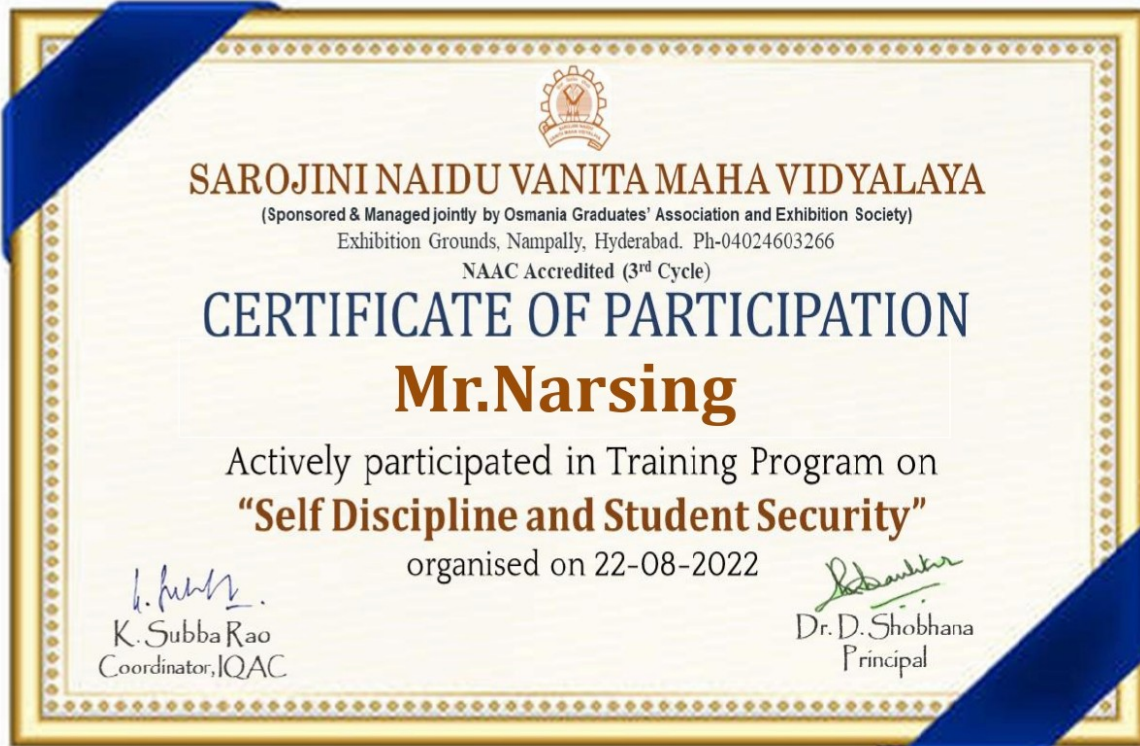 SAROJINI NAIDU VANITA MAHA VIDYALAYA
(Sponsored & Managed jointly by Osmania Graduates' Association and Exhibition Society)
Exhibition Grounds, Nampally, Hyderabad. Ph-04024603266
NAAC Accredited (3rd Cycle)
CERTIFICATE OF PARTICIPATION
Mr.Narsing
Actively participated in Training Program on
“Self Discipline and Student Security”
organised on 22-08-2022
K. Subba Rao
Coordinator, IQAC
Dr. D. Shobhana
Principal